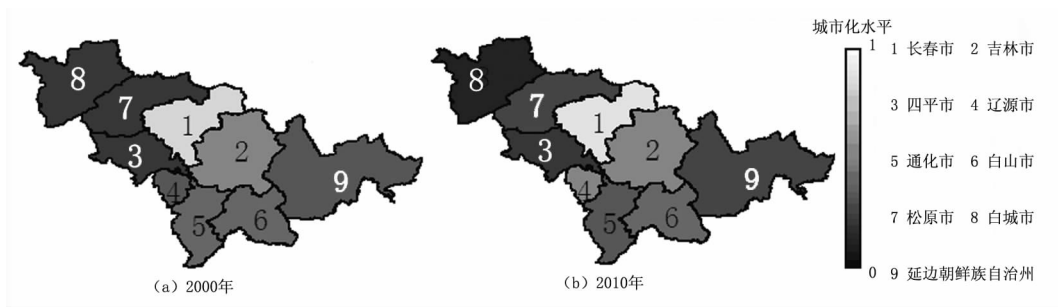 8
7
1
3
2
9
4
5
6
(a) 2000年
8
7
1
3
2
9
4
5
6
(b) 2010年
城市化水平
1
0
1 长春市 2 吉林市
3 四平市 4 辽源市
5 通化市 6 白山市
7 松原市 8 白城市
9 延边朝鲜族自治州